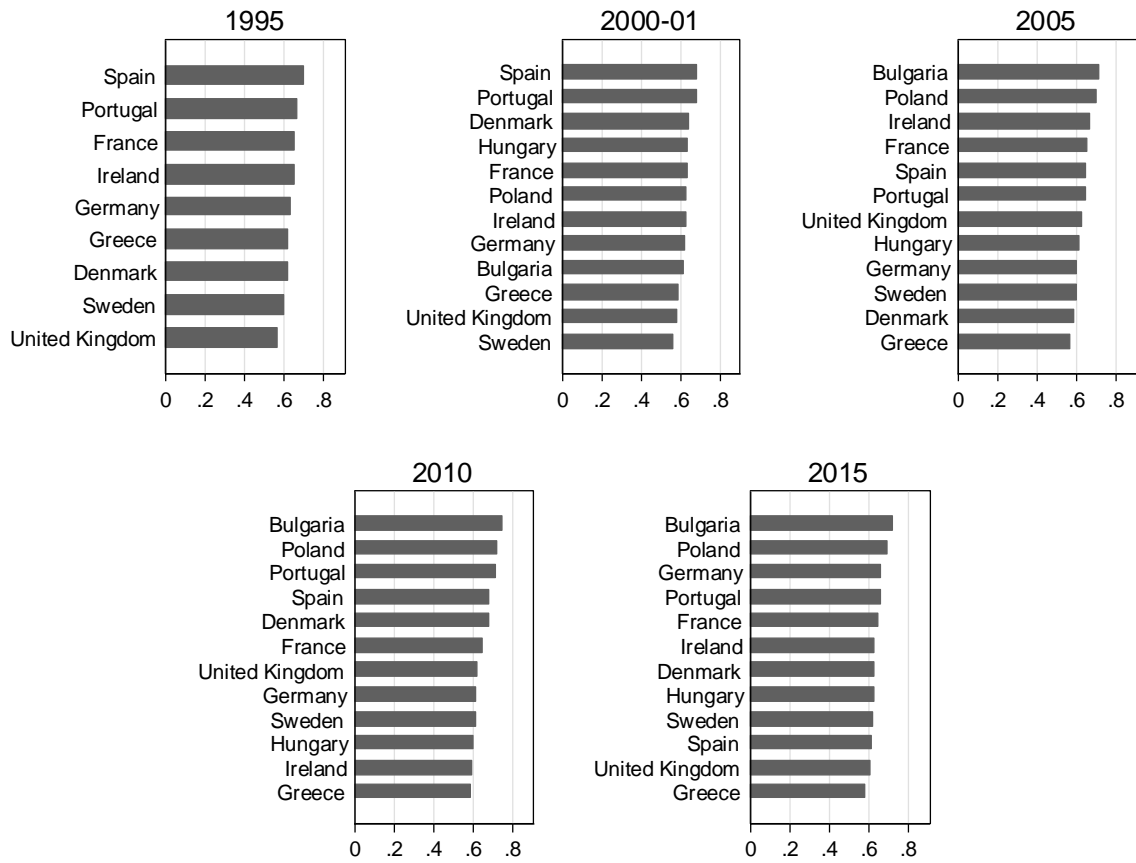 1995
Spain
Portugal
France
Ireland
Germany
Greece
Denmark
Sweden
United Kingdom
0 .2 .4 .6 .8
2000-01
Spain
Portugal
Denmark
Hungary
France
Poland
Ireland
Germany
Bulgaria
Greece
United Kingdom
Sweden
0 .2 .4 .6 .8
2005
Bulgaria
Poland
Ireland
France
Spain
Portugal
United Kingdom
Hungary
Germany
Sweden
Denmark
Greece
0 .2 .4 .6 .8
2010
Bulgaria
Poland
Portugal
Spain
Denmark
France
United Kingdom
Germany
Sweden
Hungary
Ireland
Greece
0 .2 .4 .6 .8
2015
Bulgaria
Poland
Germany
Portugal
France
Ireland
Denmark
Hungary
Sweden
Spain
United Kingdom
Greece
0 .2 .4 .6 .8